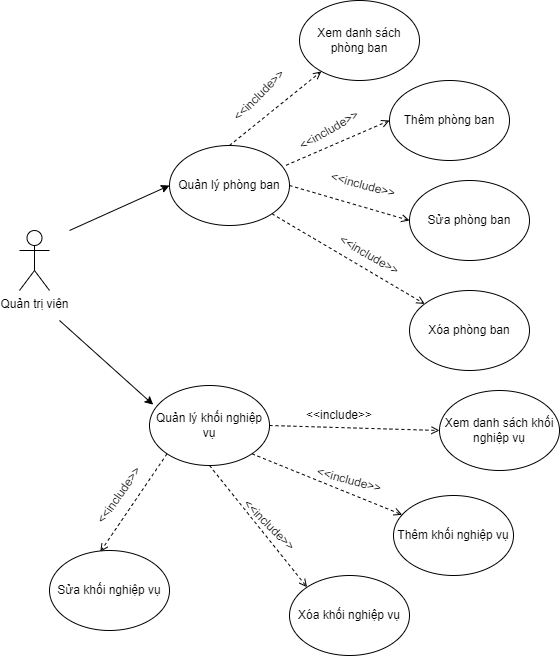 Xem danh sách
phòng ban
<<include>>
Thêm phòng ban
<<include>>
Quản lý phòng ban
<<include>>
Sửa phòng ban
<<include>>
Quản trị viên
Xóa phòng ban
Quản lý khối nghiệp
vụ
<<include>>
Xem danh sách khối
nghiệp vụ
<<include>>
<<include>>
<<include>>
Thêm khối nghiệp vụ
Sửa khối nghiệp vụ
Xóa khối nghiệp vụ